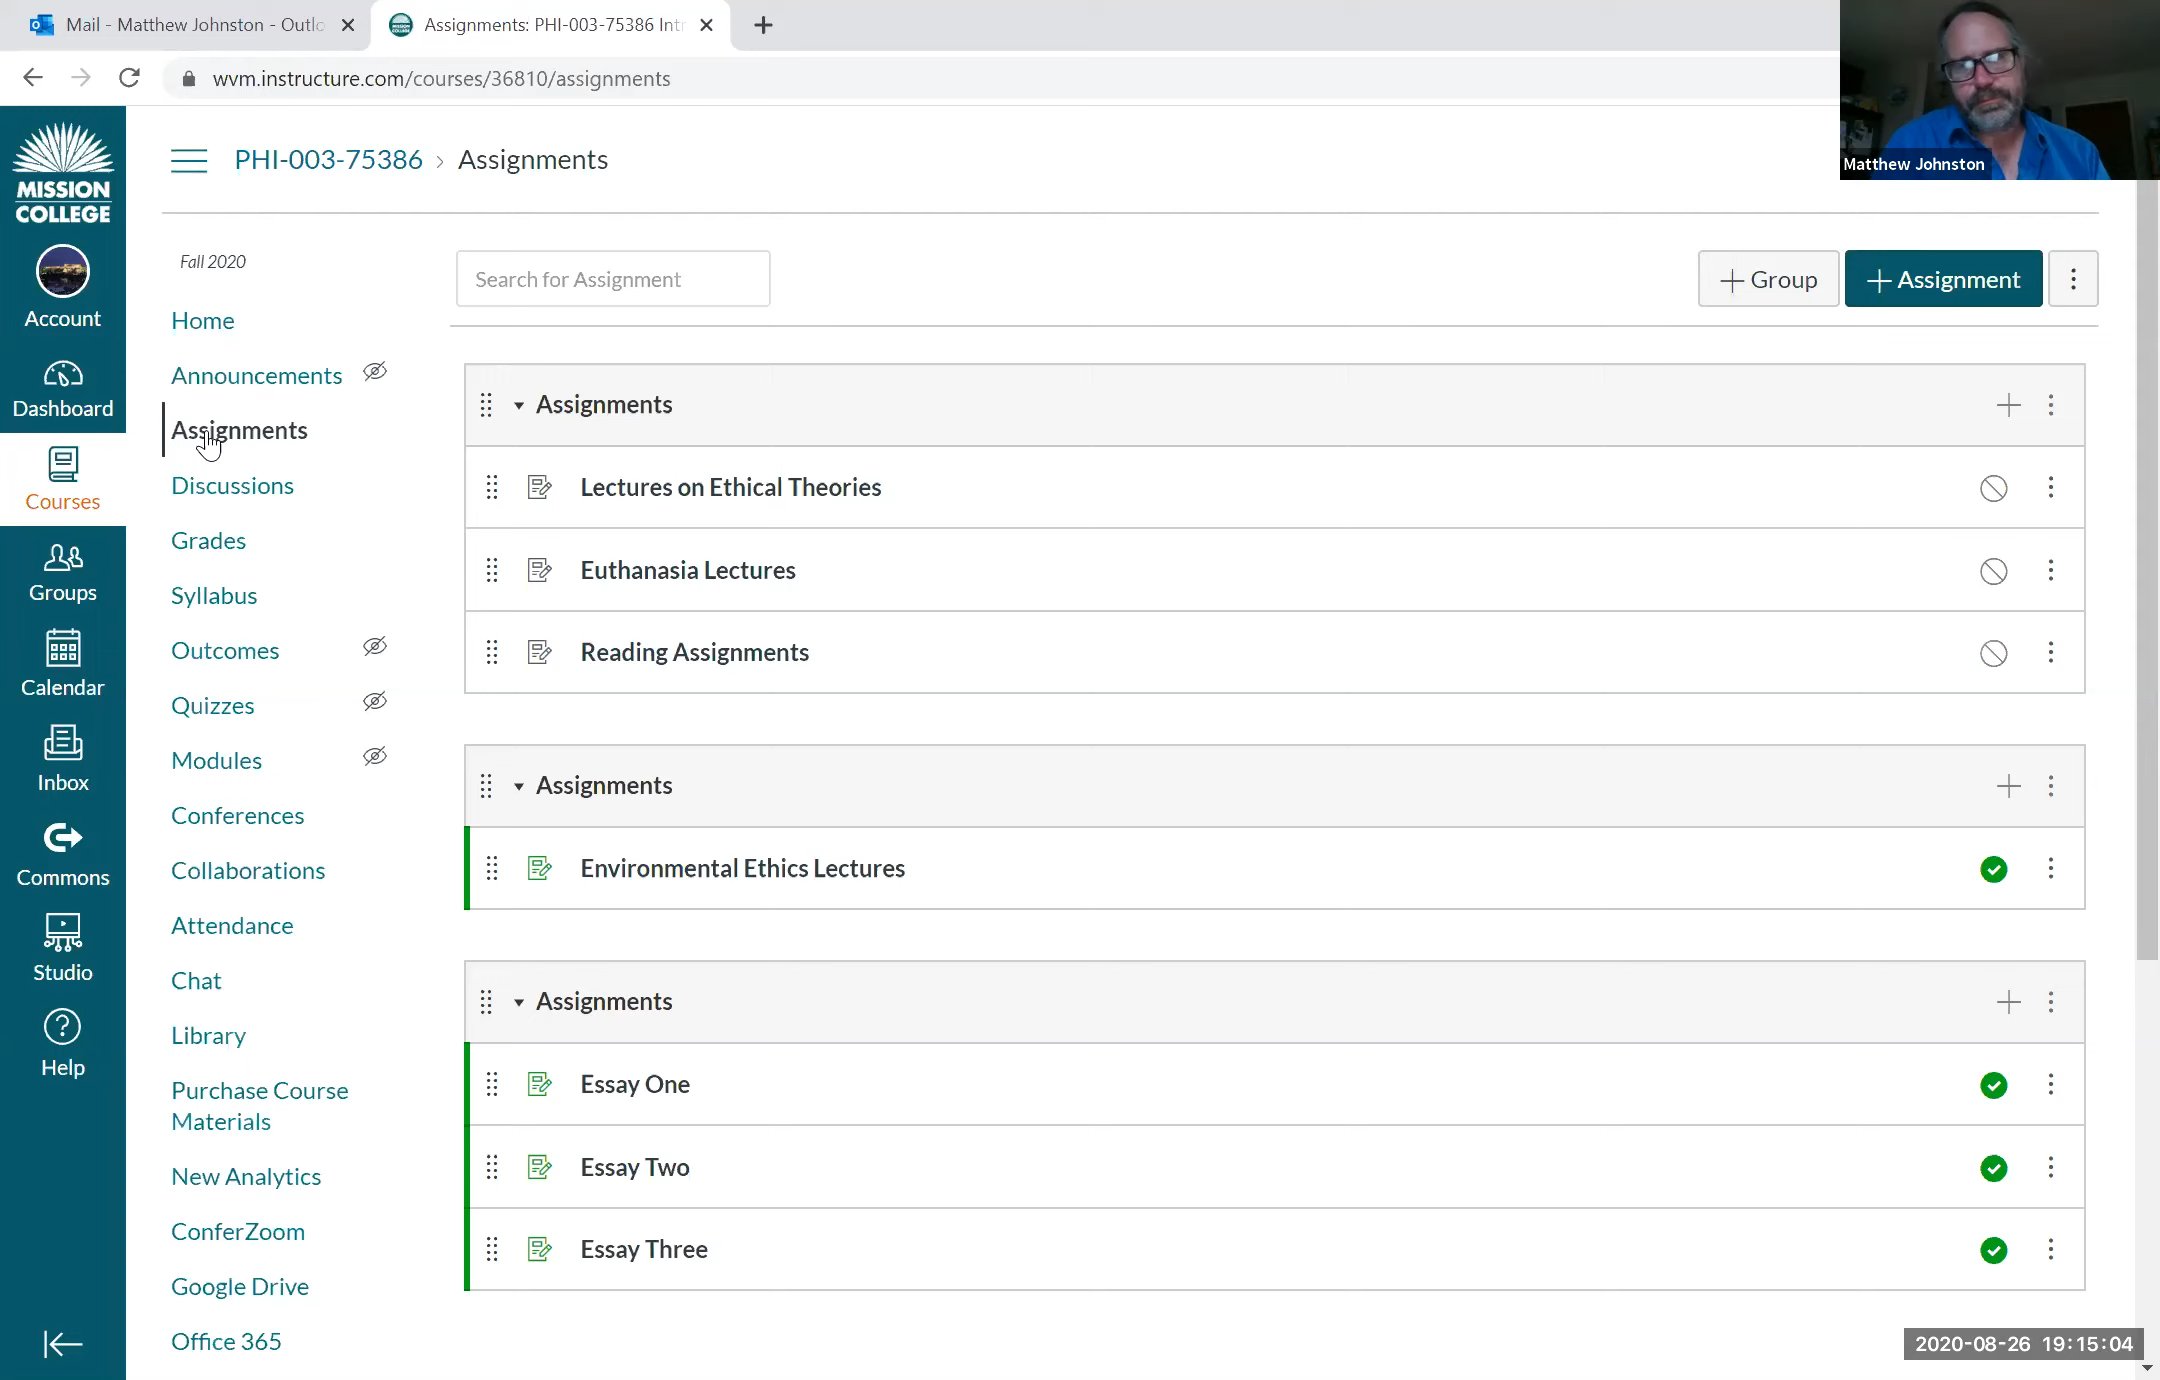 Mail - Matthew Johnston - Outlo
Assignments: PHI-003-75386 Intr
wvm.instructure.com/courses/36810/assignments
Matthew Johnston
MISSION
COLLEGE
Account
Dashboard
Courses
Groups
Calendar
Inbox
Commons
Studio
Help
PHI-003-75386 › Assignments
Fall 2020
Home
Announcements
Assignments
Discussions
Grades
Syllabus
Outcomes
Quizzes
Modules
Conferences
Collaborations
Attendance
Chat
Library
Purchase Course
Materials
New Analytics
ConferZoom
Google Drive
Office 365
Search for Assignment
+ Group
+ Assignment
Assignments
Lectures on Ethical Theories
Euthanasia Lectures
Reading Assignments
Assignments
Environmental Ethics Lectures
Assignments
Essay One
Essay Two
Essay Three
2020-08-26 19:15:04